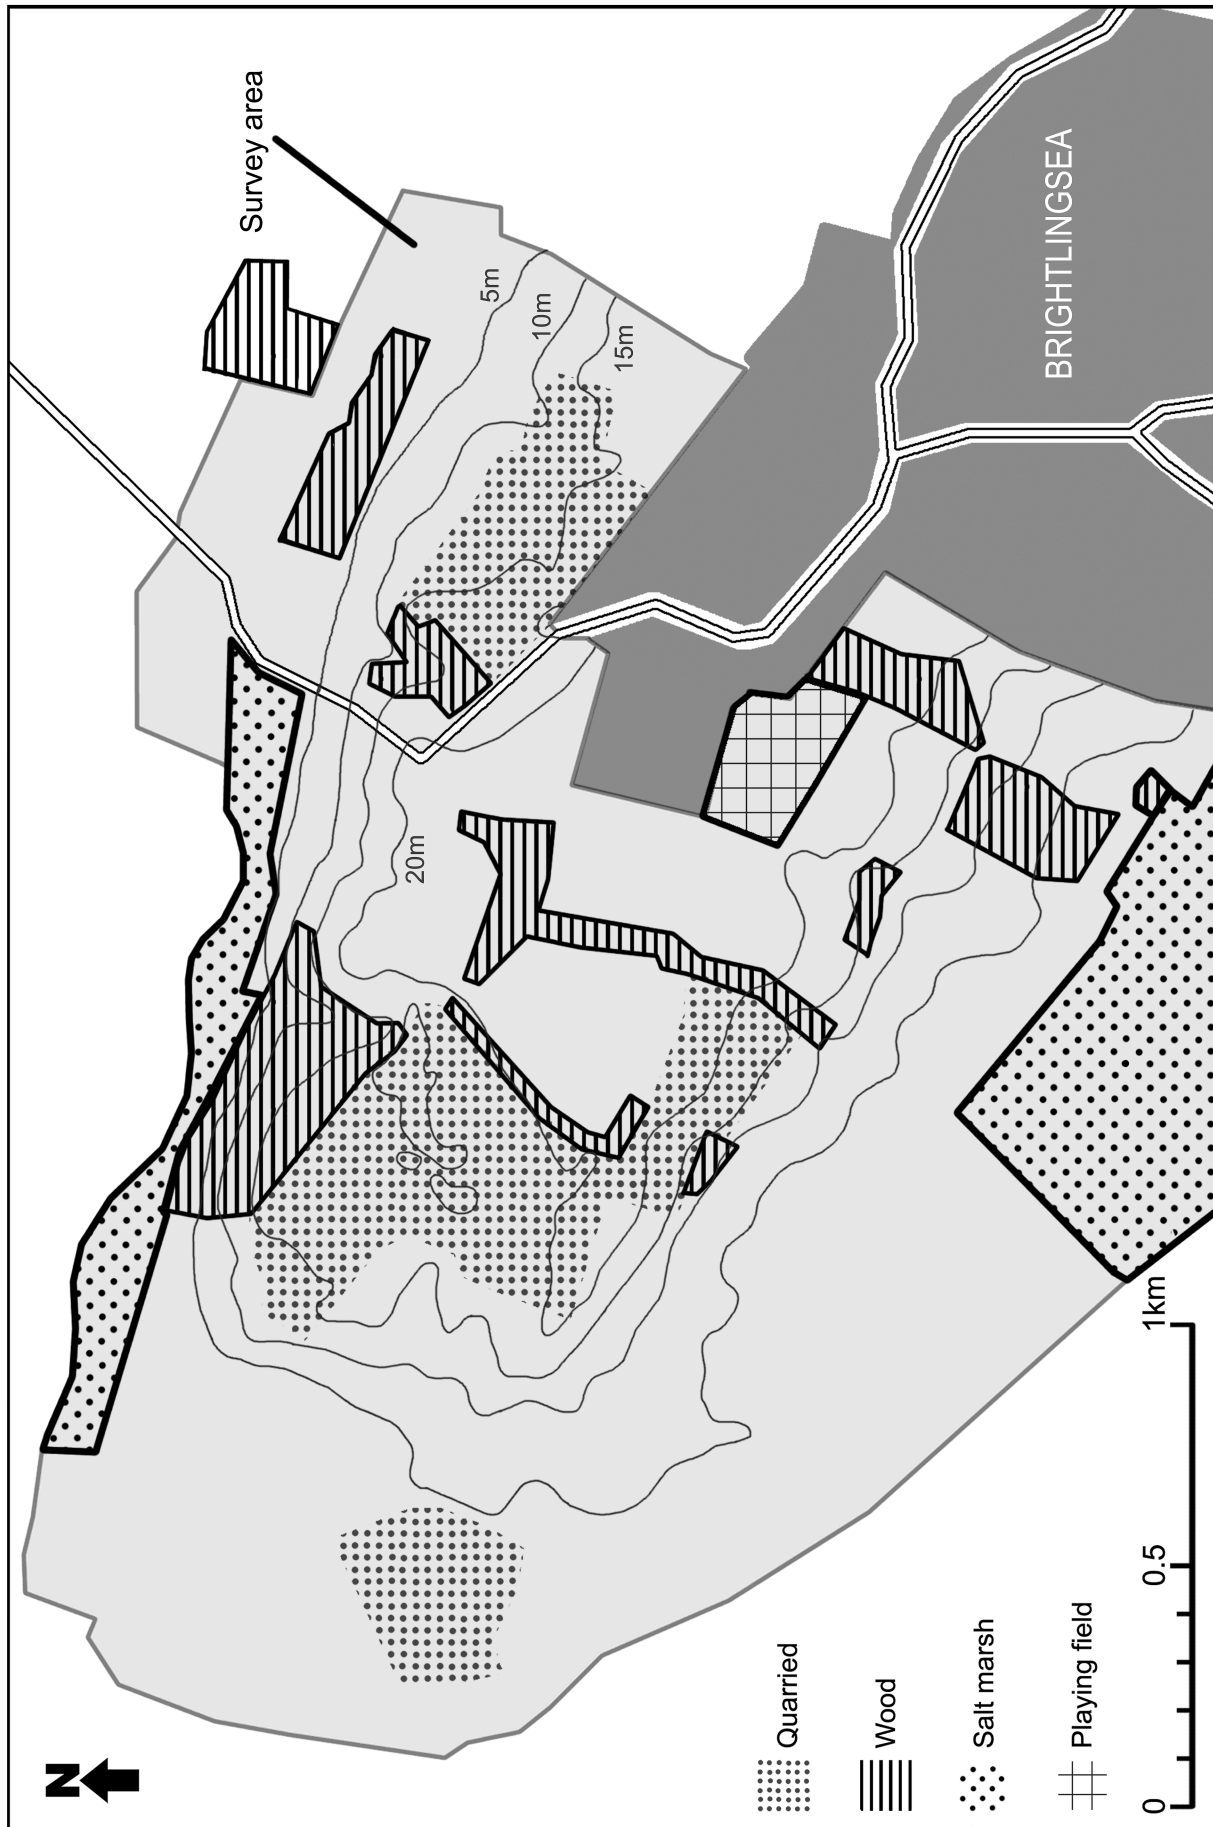 Survey area
5m
10m
15m
20m
BRIGHTLINGSEA
N
Quarried
Wood
Salt marsh
Playing field
0
0.5
1km